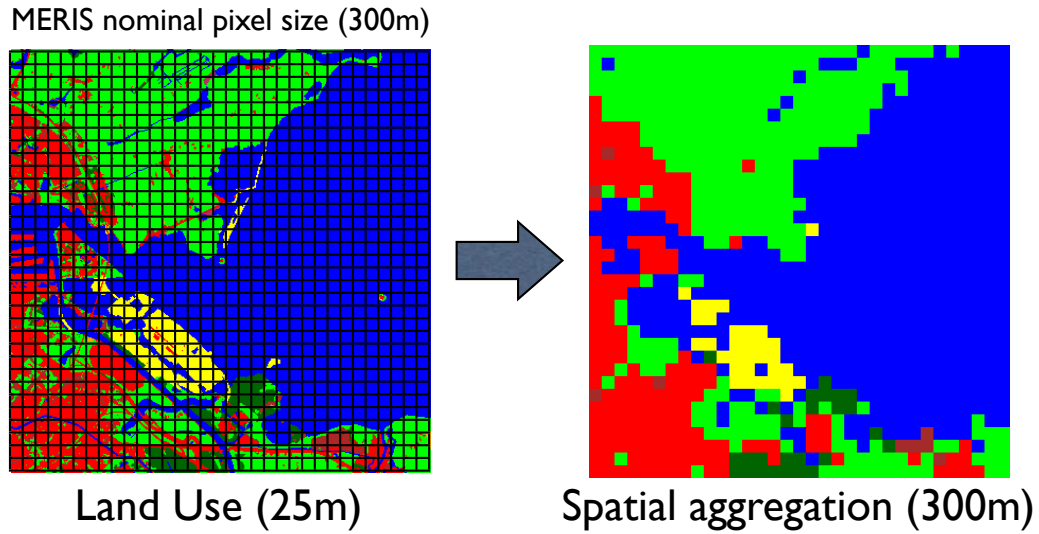 MERIS nominal pixel size (300m)
Land Use (25m)
Spatial aggregation (300m)